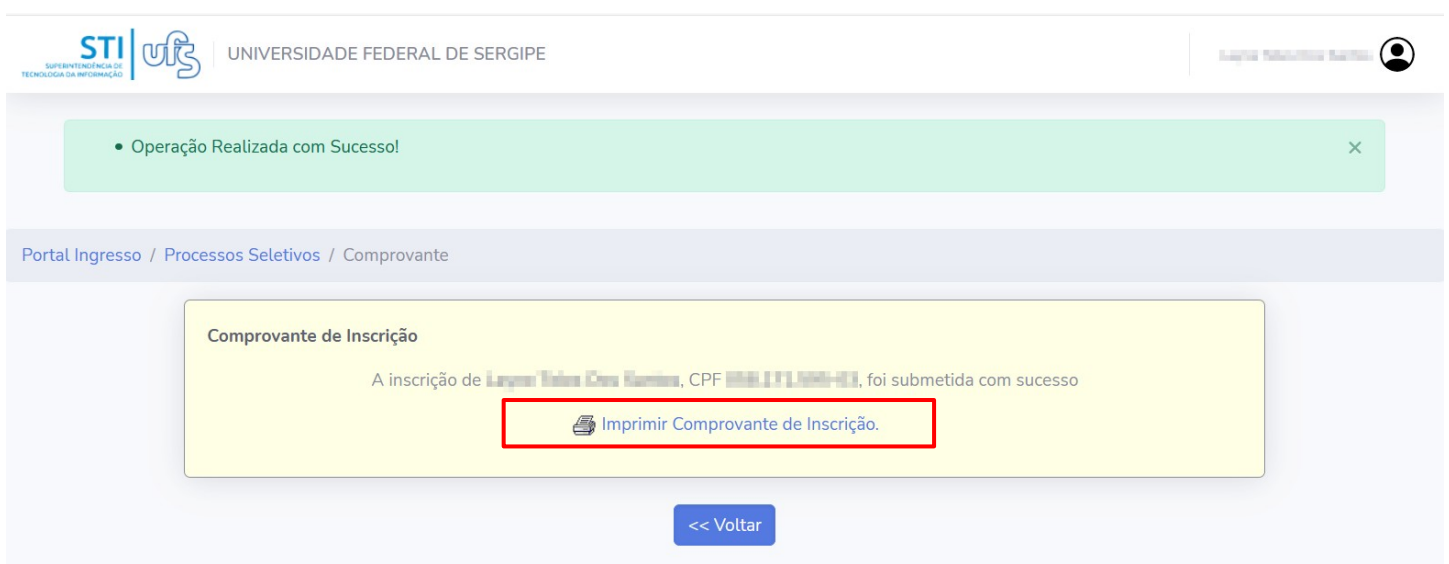 STI
SUPERINTENDÊNCIA DE
TECNOLOGIA DA INFORMAÇÃO
ufs
UNIVERSIDADE FEDERAL DE SERGIPE
• Operação Realizada com Sucesso!
×
Portal Ingresso / Processos Seletivos / Comprovante
Comprovante de Inscrição
A inscrição de , CPF , foi submetida com sucesso
Imprimir Comprovante de Inscrição.
<< Voltar